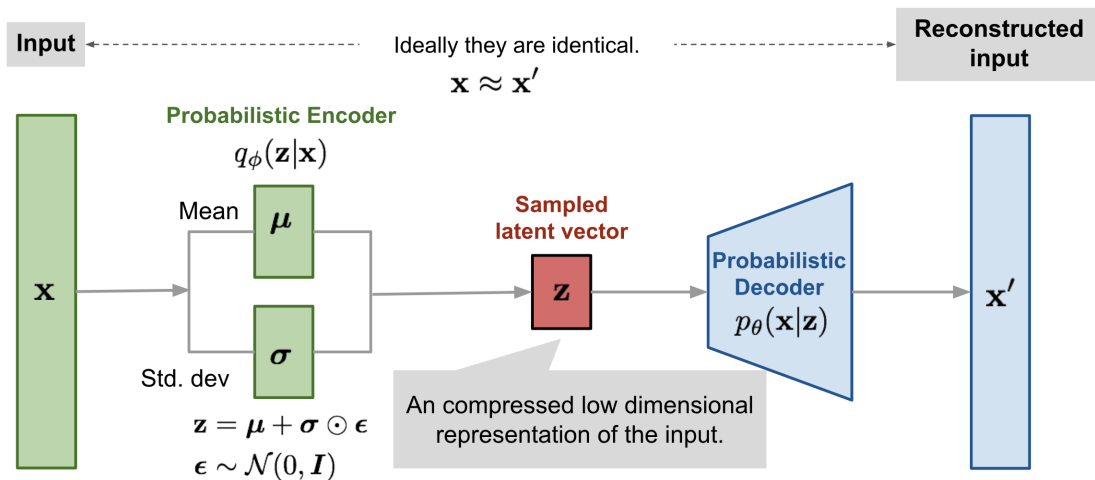 Input
Ideally they are identical.
x ≈ x′
Reconstructed
input
Probabilistic Encoder
qϕ(z|x)
Mean
μ
x
σ
Std. dev
z = μ + σ ⊙ ϵ
ϵ ∼ 𝒩(0, I)
Sampled
latent vector
z
An compressed low dimensional
representation of the input.
Probabilistic
Decoder
pθ(x|z)
x′